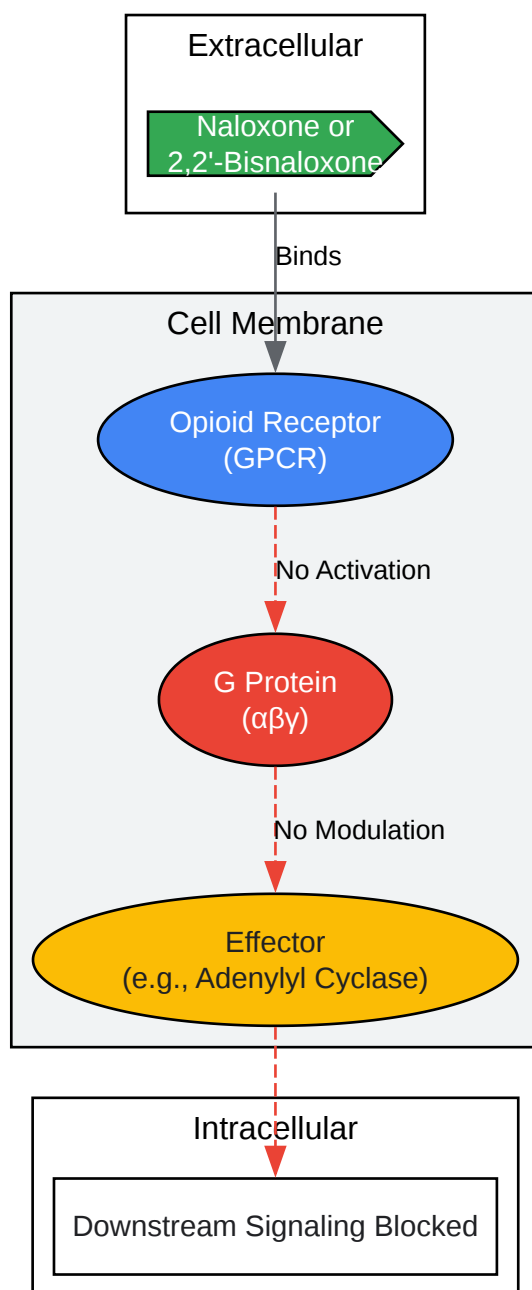 Extracellular
Naloxone or
2,2'-Bisnaloxone
Binds
Cell Membrane
Opioid Receptor
(GPCR)
No Activation
G Protein
(αβγ)
No Modulation
Effector
(e.g., Adenylyl Cyclase)
Intracellular
Downstream Signaling Blocked